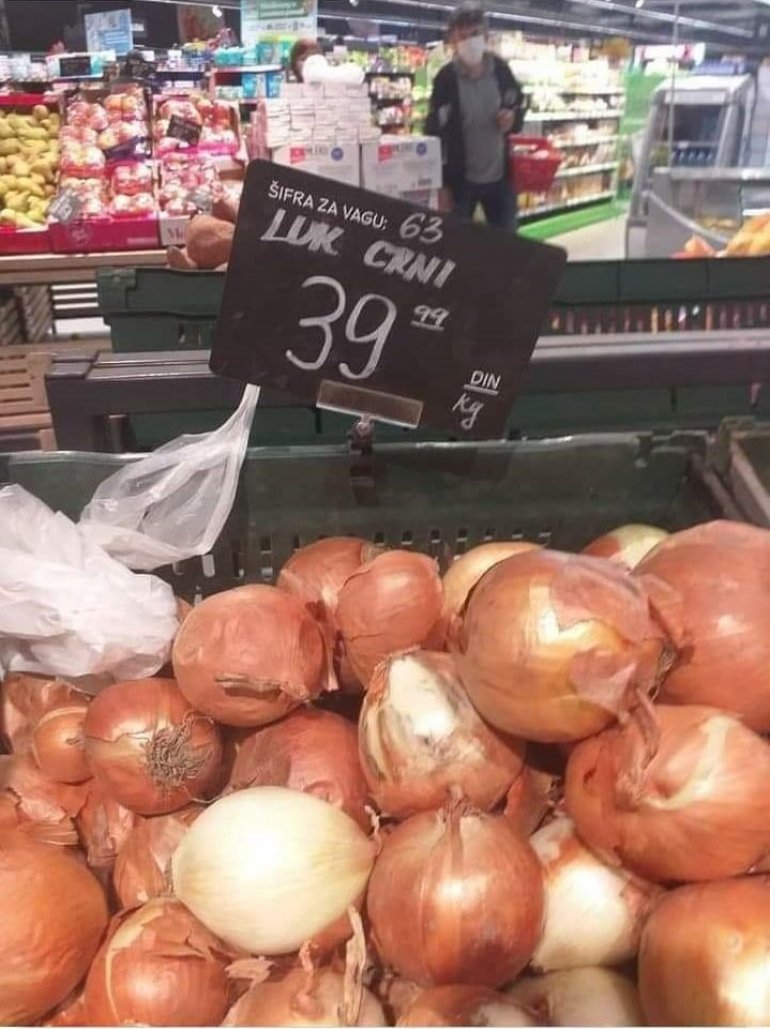 ŠIFRA ZA VAGU: 63
LUK CRNI
39 99
DIN
kg